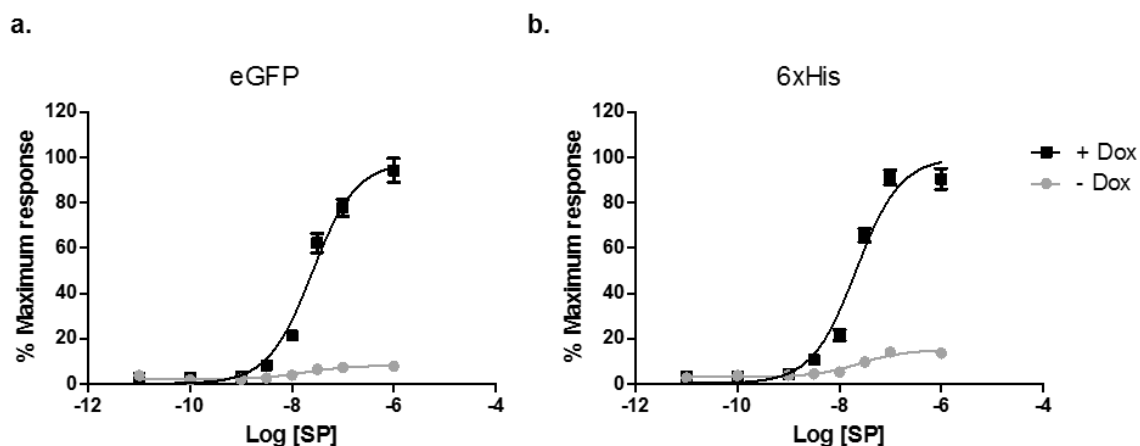 a.
eGFP
120
100
80
60
40
20
0
-12
-10
-8
-6
-4
% Maximum response
Log [SP]
b.
6xHis
120
100
80
60
40
20
0
-12
-10
-8
-6
-4
% Maximum response
Log [SP]
+ Dox
- Dox